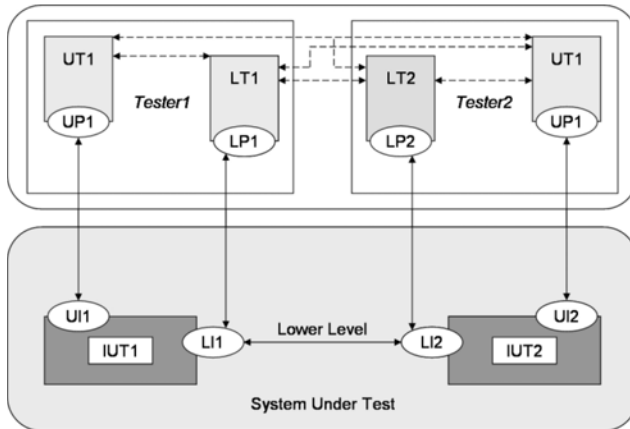 UT1
UT1
LT1
LT2
Tester1
Tester2
UP1
UP1
LP1
LP2
UI1
UI2
Lower Level
LI1
LI2
IUT1
IUT2
System Under Test